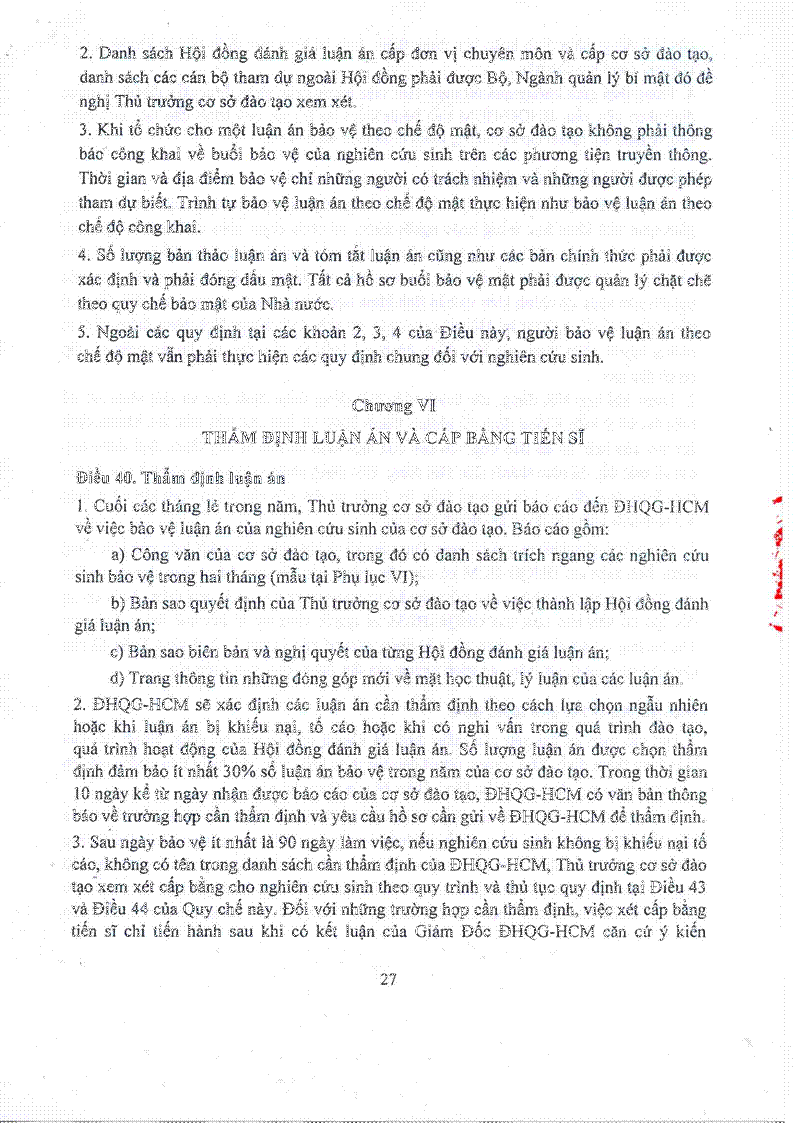 2. Danh sách Hội đồng đánh giá luận án cấp đơn vị chuyên môn và cấp cơ sở đào tạo,
danh sách các cán bộ tham dự ngoài Hội đồng phải được Bộ, Ngành quản lý bí mật đó đề
nghị Thủ trưởng cơ sở đào tạo xem xét.
3. Khi tổ chức cho một luận án bảo vệ theo chế độ mật, cơ sở đào tạo không phải thông
báo công khai về buổi bảo vệ của nghiên cứu sinh trên các phương tiện truyền thông.
Thời gian và địa điểm bảo vệ chỉ những người có trách nhiệm và những người được phép
tham dự biết. Trình tự bảo vệ luận án theo chế độ mật thực hiện như bảo vệ luận án theo
chế độ công khai.
4. Số lượng bản thảo luận án và tóm tắt luận án cũng như các bản chính thức phải được
xác định và phải đóng dấu mật. Tất cả hồ sơ buổi bảo vệ mật phải được quản lý chặt chẽ
theo quy chế bảo mật của Nhà nước.
5. Ngoài các quy định tại các khoản 2, 3, 4 của Điều này, người bảo vệ luận án theo
chế độ mật vẫn phải thực hiện các quy định chung đối với nghiên cứu sinh.
Chương VI
THẨM ĐỊNH LUẬN ÁN VÀ CẤP BẰNG TIẾN SĨ
Điều 40. Thẩm định luận án
1. Cuối các tháng lẻ trong năm, Thủ trưởng cơ sở đào tạo gửi báo cáo đến ĐHQG-HCM
về việc bảo vệ luận án của nghiên cứu sinh của cơ sở đào tạo. Báo cáo gồm:
a) Công văn của cơ sở đào tạo, trong đó có danh sách trích ngang các nghiên cứu
sinh bảo vệ trong hai tháng (mẫu tại Phụ lục VI);
b) Bản sao quyết định của Thủ trưởng cơ sở đào tạo về việc thành lập Hội đồng đánh
giá luận án;
c) Bản sao biên bản và nghị quyết của từng Hội đồng đánh giá luận án;
d) Trang thông tin những đóng góp mới về mặt học thuật, lý luận của các luận án.
2. ĐHQG-HCM sẽ xác định các luận án cần thẩm định theo cách lựa chọn ngẫu nhiên
hoặc khi luận án bị khiếu nại, tố cáo hoặc khi có nghi vấn trong quá trình đào tạo,
quá trình hoạt động của Hội đồng đánh giá luận án. Số lượng luận án được chọn thẩm
định đảm bảo ít nhất 30% số luận án bảo vệ trong năm của cơ sở đào tạo. Trong thời gian
10 ngày kể từ ngày nhận được báo cáo của cơ sở đào tạo, ĐHQG-HCM có văn bản thông
báo về trường hợp cần thẩm định và yêu cầu hồ sơ cần gửi về ĐHQG-HCM để thẩm định.
3. Sau ngày bảo vệ ít nhất là 90 ngày làm việc, nếu nghiên cứu sinh không bị khiếu nại tố
cáo, không có tên trong danh sách cần thẩm định của ĐHQG-HCM, Thủ trưởng cơ sở đào
tạo xem xét cấp bằng cho nghiên cứu sinh theo quy trình và thủ tục quy định tại Điều 43
và Điều 44 của Quy chế này. Đối với những trường hợp cần thẩm định, việc xét cấp bằng
tiến sĩ chỉ tiến hành sau khi có kết luận của Giám Đốc ĐHQG-HCM căn cứ ý kiến
27